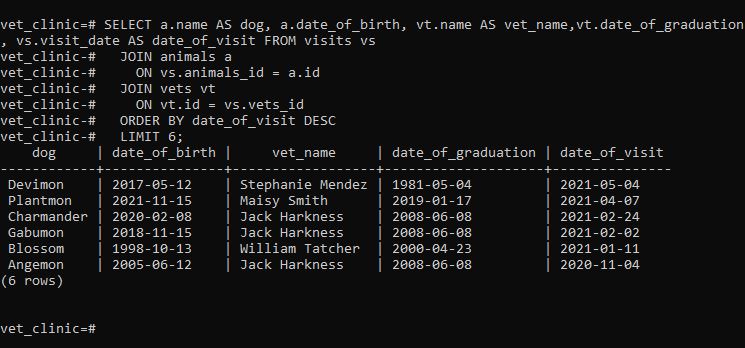 vet_clinic=# SELECT a.name AS dog, a.date_of_birth, vt.name AS vet_name,vt.date_of_graduation
, vs.visit_date AS date_of_visit FROM visits vs
vet_clinic-#   JOIN animals a
vet_clinic-#     ON vs.animals_id = a.id
vet_clinic-#   JOIN vets vt
vet_clinic-#     ON vt.id = vs.vets_id
vet_clinic-#   ORDER BY date_of_visit DESC
vet_clinic-#   LIMIT 6;
    dog     | date_of_birth |     vet_name     | date_of_graduation | date_of_visit
------------+---------------+------------------+--------------------+---------------
 Devimon    | 2017-05-12    | Stephanie Mendez | 1981-05-04         | 2021-05-04
 Plantmon   | 2021-11-15    | Maisy Smith      | 2019-01-17         | 2021-04-07
 Charmander | 2020-02-08    | Jack Harkness    | 2008-06-08         | 2021-02-24
 Gabumon    | 2018-11-15    | Jack Harkness    | 2008-06-08         | 2021-02-02
 Blossom    | 1998-10-13    | William Tatcher  | 2000-04-23         | 2021-01-11
 Angemon    | 2005-06-12    | Jack Harkness    | 2008-06-08         | 2020-11-04
(6 rows)
vet_clinic=#